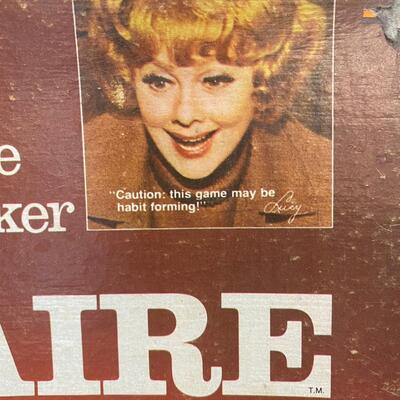 "Caution: this game may be
habit forming!"
Lucy
e
ker
AIRE
T.M.